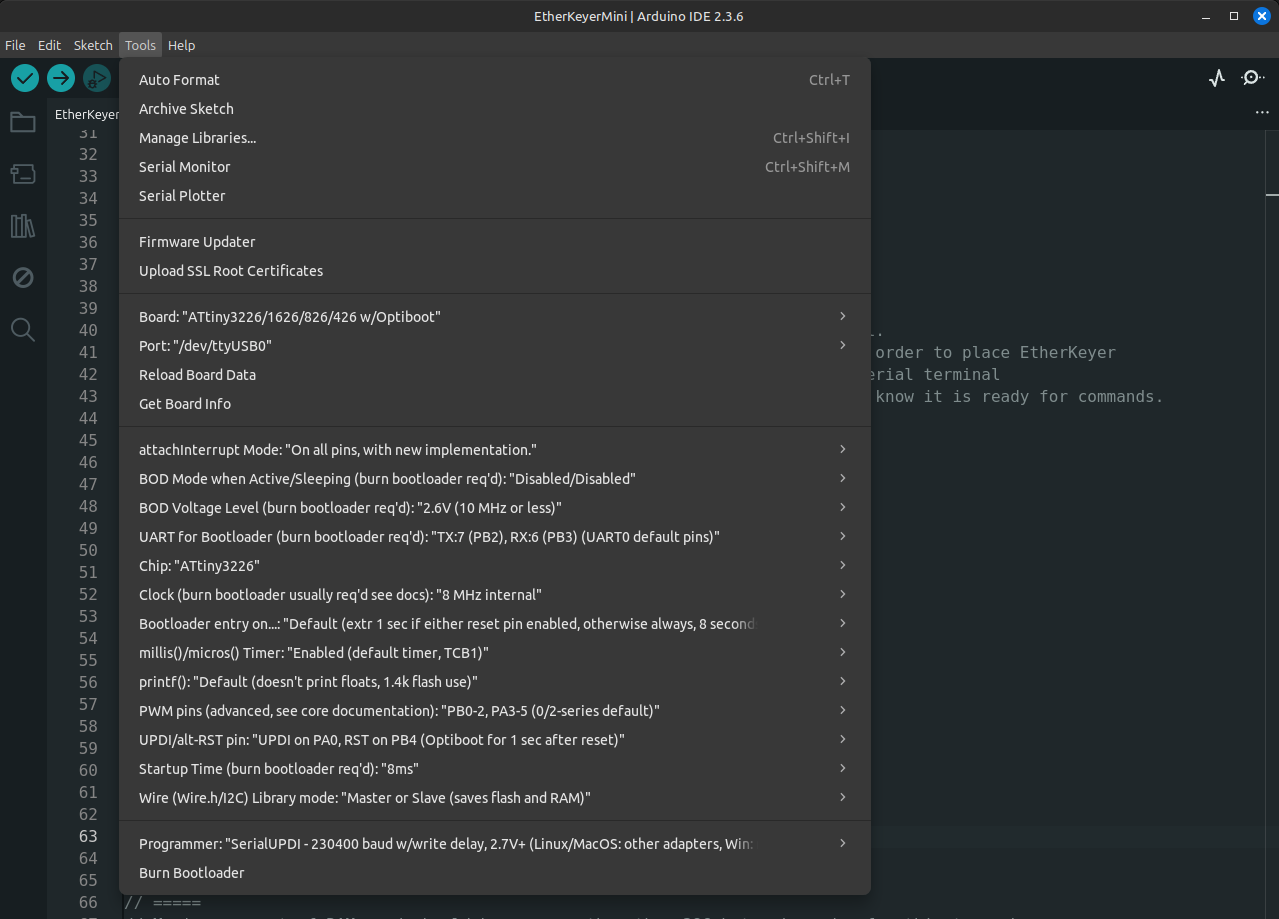 EtherKeyerMini | Arduino IDE 2.3.6
File Edit Sketch Tools Help
EtherKeyer
Auto Format Ctrl+T
Archive Sketch
Manage Libraries... Ctrl+Shift+I
Serial Monitor Ctrl+Shift+M
Serial Plotter
Firmware Updater
Upload SSL Root Certificates
Board: "ATtiny3226/1626/826/426 w/Optiboot"
Port: "/dev/ttyUSB0"
Reload Board Data
Get Board Info
attachInterrupt Mode: "On all pins, with new implementation."
BOD Mode when Active/Sleeping (burn bootloader req'd): "Disabled/Disabled"
BOD Voltage Level (burn bootloader req'd): "2.6V (10 MHz or less)"
UART for Bootloader (burn bootloader req'd): "TX:7 (PB2), RX:6 (PB3) (UART0 default pins)"
Chip: "ATtiny3226"
Clock (burn bootloader usually req'd see docs): "8 MHz internal"
Bootloader entry on...: "Default (extr 1 sec if either reset pin enabled, otherwise always, 8 second
millis()/micros() Timer: "Enabled (default timer, TCB1)"
printf(): "Default (doesn't print floats, 1.4k flash use)"
PWM pins (advanced, see core documentation): "PB0-2, PA3-5 (0/2-series default)"
UPDI/alt-RST pin: "UPDI on PA0, RST on PB4 (Optiboot for 1 sec after reset)"
Startup Time (burn bootloader req'd): "8ms"
Wire (Wire.h/I2C) Library mode: "Master or Slave (saves flash and RAM)"
Programmer: "SerialUPDI - 230400 baud w/write delay, 2.7V+ (Linux/MacOS: other adapters, Win:
Burn Bootloader
31
32
33
34
35
36
37
38
39
40
41 order to place EtherKeyer
42 erial terminal
43 know it is ready for commands.
44
45
46
47
48
49
50
51
52
53
54
55
56
57
58
59
60
61
62
63
64
65
66 // =====